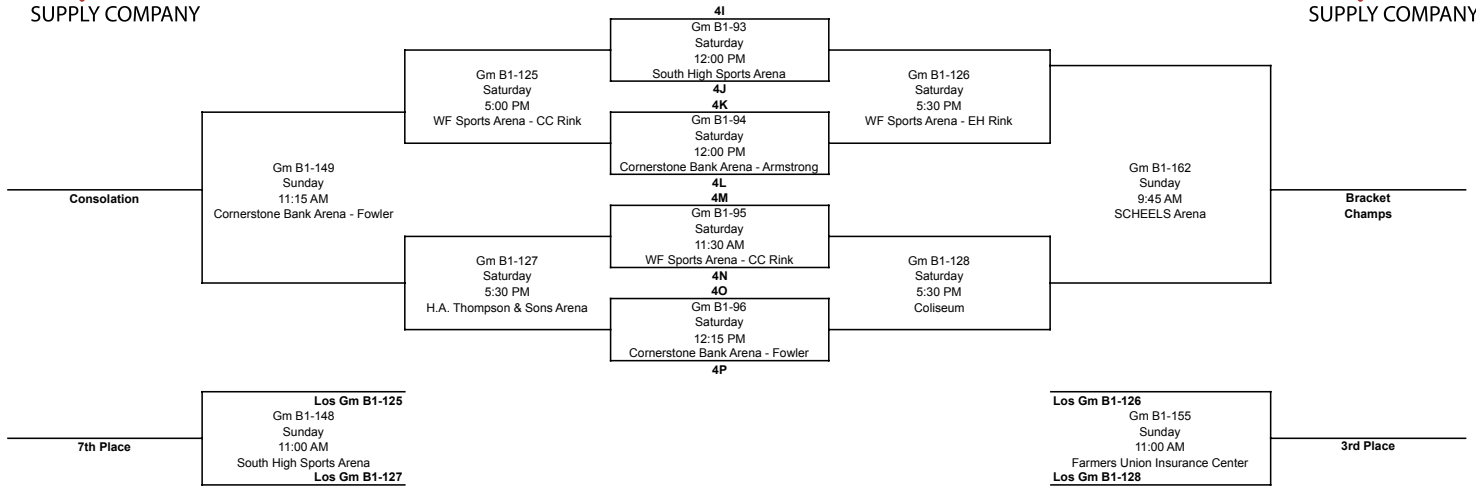 SUPPLY COMPANY
SUPPLY COMPANY
4I
Gm B1-93
Saturday
12:00 PM
South High Sports Arena
4J
4K
Gm B1-94
Saturday
12:00 PM
Cornerstone Bank Arena - Armstrong
4L
4M
Gm B1-95
Saturday
11:30 AM
WF Sports Arena - CC Rink
4N
4O
Gm B1-96
Saturday
12:15 PM
Cornerstone Bank Arena - Fowler
4P
Gm B1-125
Saturday
5:00 PM
WF Sports Arena - CC Rink
Gm B1-126
Saturday
5:30 PM
WF Sports Arena - EH Rink
Gm B1-149
Sunday
11:15 AM
Cornerstone Bank Arena - Fowler
Consolation
Gm B1-162
Sunday
9:45 AM
SCHEELS Arena
Bracket
Champs
Gm B1-127
Saturday
5:30 PM
H.A. Thompson & Sons Arena
Gm B1-128
Saturday
5:30 PM
Coliseum
Los Gm B1-125
Gm B1-148
Sunday
11:00 AM
South High Sports Arena
Los Gm B1-127
7th Place
Los Gm B1-126
Gm B1-155
Sunday
11:00 AM
Farmers Union Insurance Center
Los Gm B1-128
3rd Place